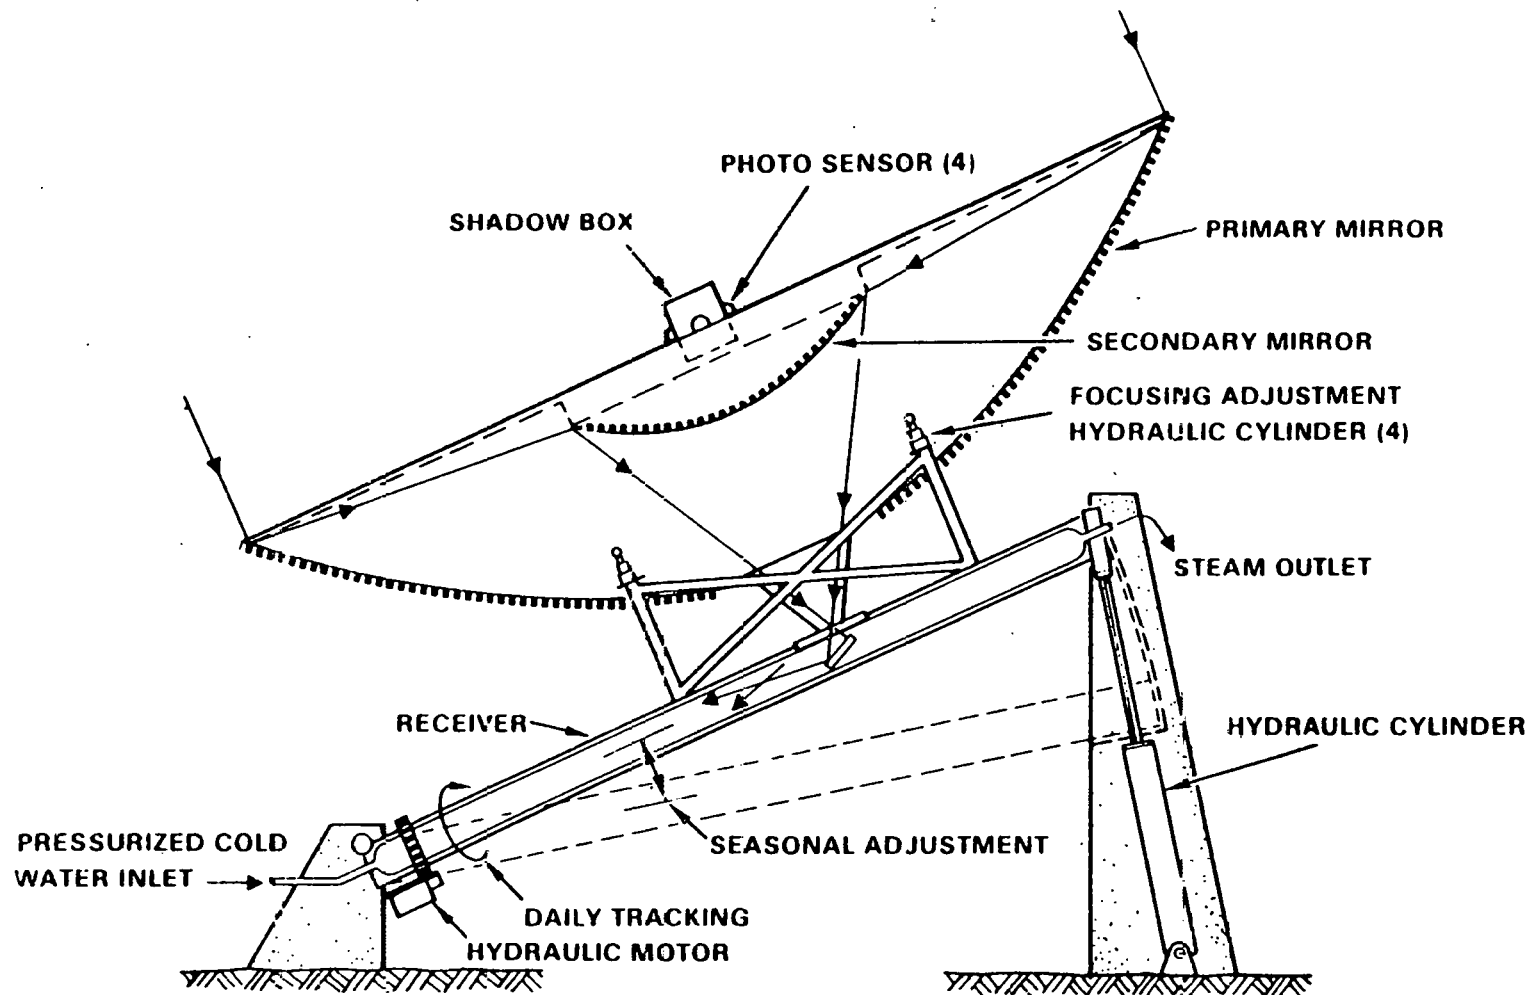 PHOTO SENSOR (4)
SHADOW BOX
PRIMARY MIRROR
SECONDARY MIRROR
FOCUSING ADJUSTMENT
HYDRAULIC CYLINDER (4)
STEAM OUTLET
RECEIVER
HYDRAULIC CYLINDER
SEASONAL ADJUSTMENT
PRESSURIZED COLD
WATER INLET
DAILY TRACKING
HYDRAULIC MOTOR